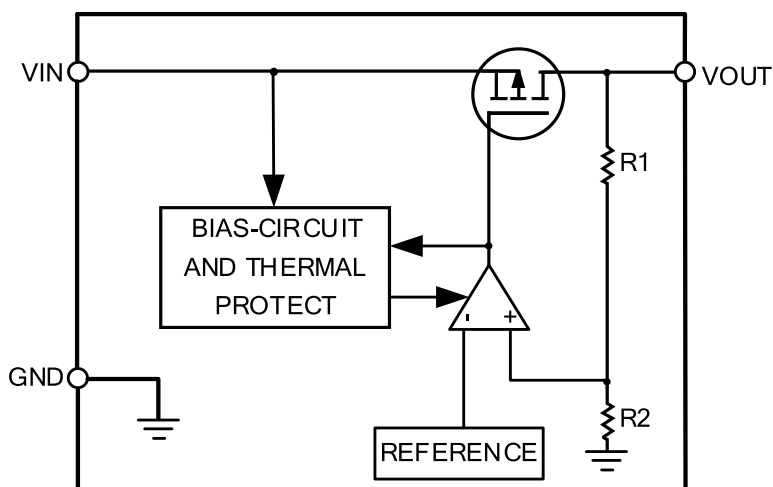 VIN
VOUT
R1
BIAS-CIRCUIT
AND THERMAL
PROTECT
- +
GND
R2
REFERENCE